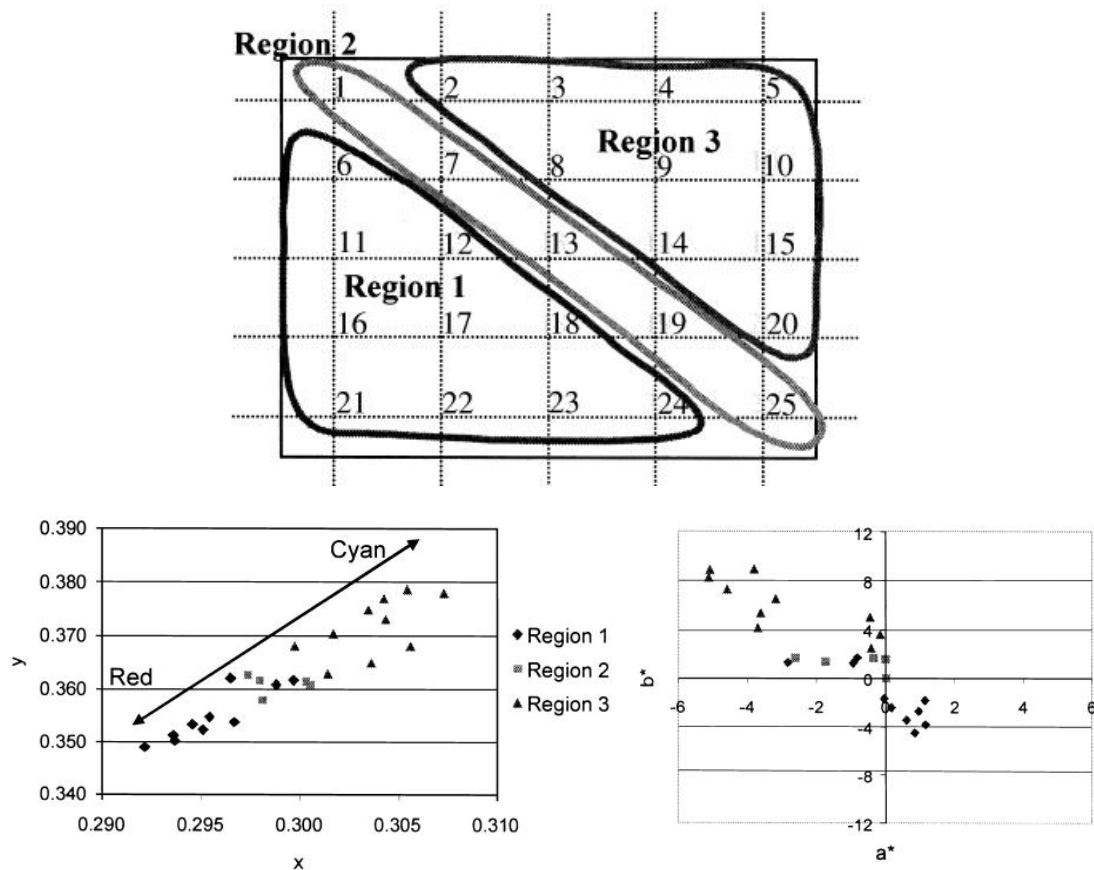 Region 2
1 2 3 4 5
Region 3
6 7 8 9 10
11 12 13 14 15
Region 1
16 17 18 19 20
21 22 23 24 25
0.390
0.380
0.370
0.360
0.350
0.340
y
Cyan
Red
0.290 0.295 0.300 0.305 0.310
x
Region 1
Region 2
Region 3
12
8
4
0
-6 -4 -2 0 2 4 6
-4
-8
-12
b*
a*